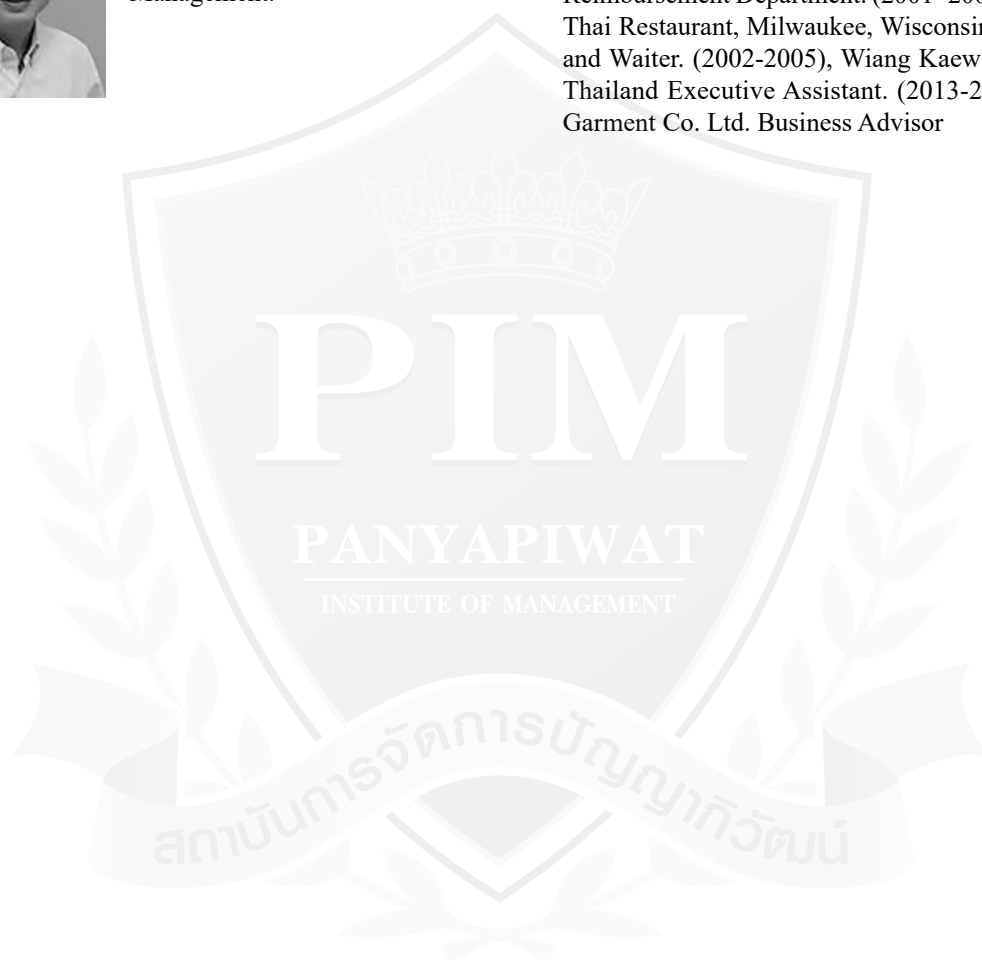 Management.
Reimbursement Department. (2001-200
Thai Restaurant, Milwaukee, Wisconsin
and Waiter. (2002-2005), Wiang Kaew
Thailand Executive Assistant. (2013-2
Garment Co. Ltd. Business Advisor
PIM
PANYAPIWAT
INSTITUTE OF MANAGEMENT
สถาบันการจัดการปัญญาภิวัฒน์